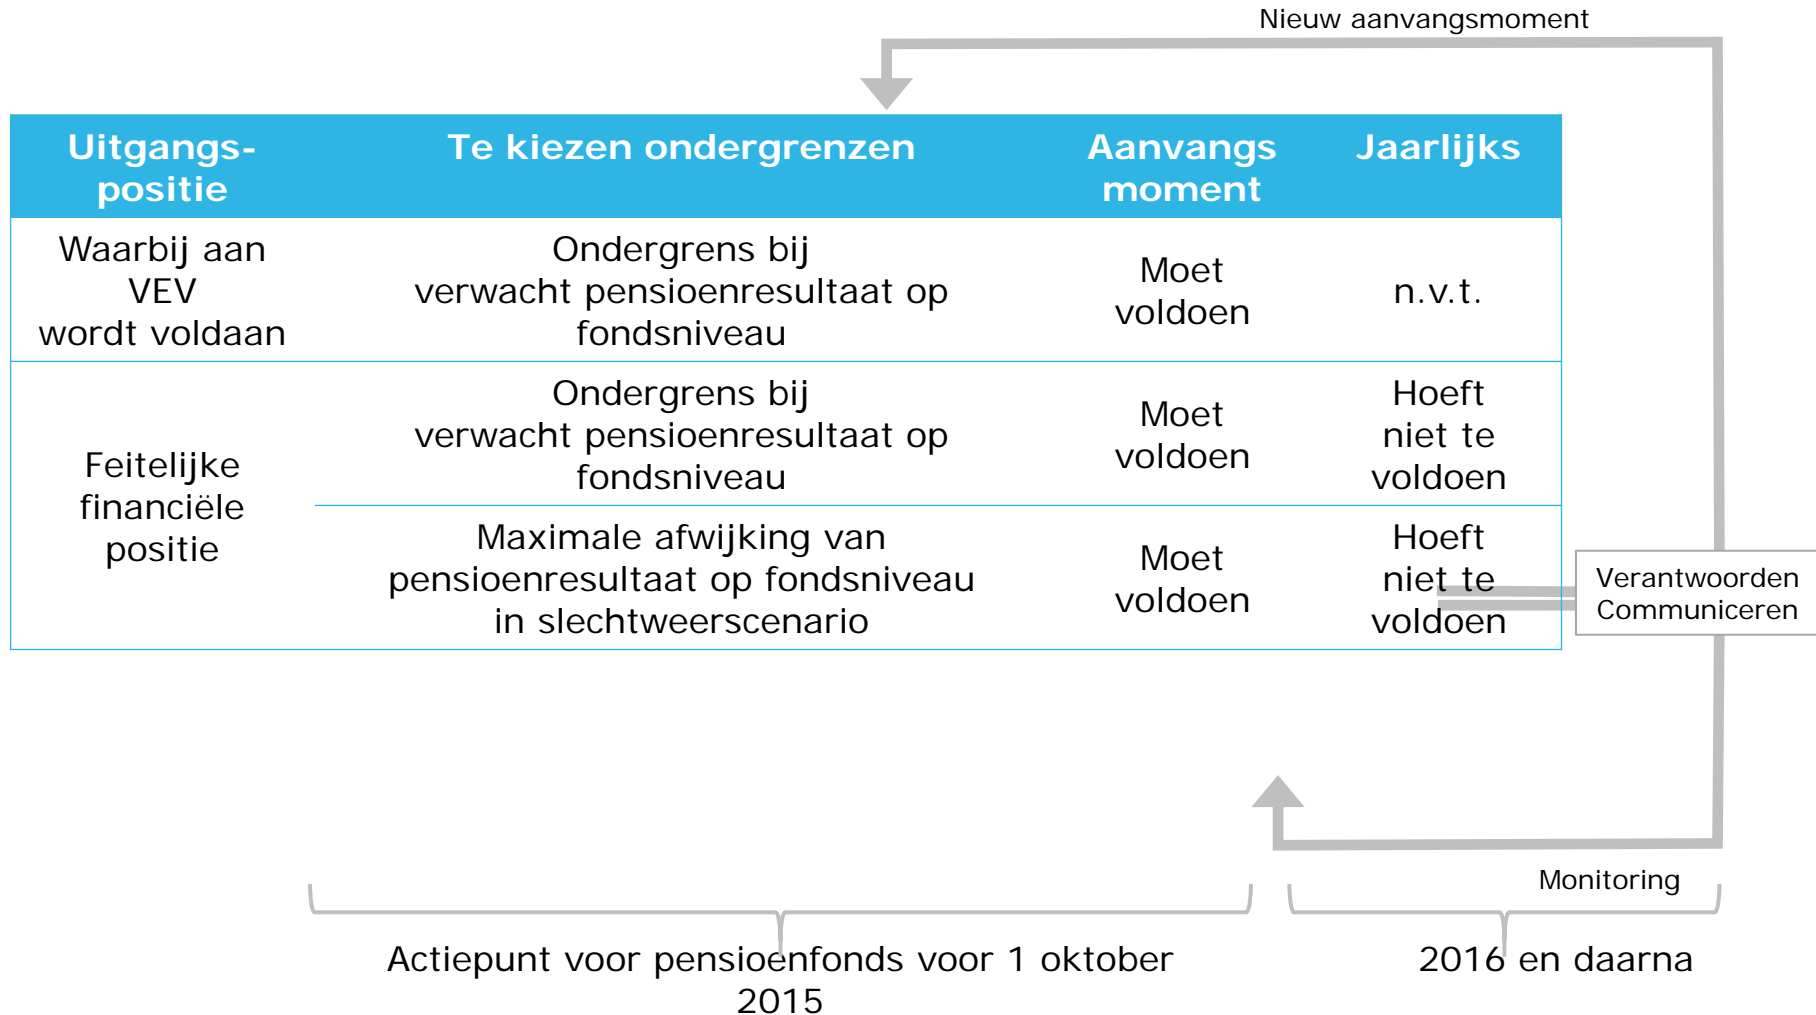 Nieuw aanvangsmoment
Uitgangs-
positie
Te kiezen ondergrenzen
Aanvangs
moment
Jaarlijks
Waarbij aan
VEV
wordt voldaan
Ondergrens bij
verwacht pensioenresultaat op
fondsniveau
Moet
voldoen
n.v.t.
Feitelijke
financiële
positie
Ondergrens bij
verwacht pensioenresultaat op
fondsniveau
Moet
voldoen
Hoeft
niet te
voldoen
Maximale afwijking van
pensioenresultaat op fondsniveau
in slechtweerscenario
Moet
voldoen
Hoeft
niet te
voldoen
Verantwoorden
Communiceren
Monitoring
Actiepunt voor pensioenfonds voor 1 oktober
2015
2016 en daarna